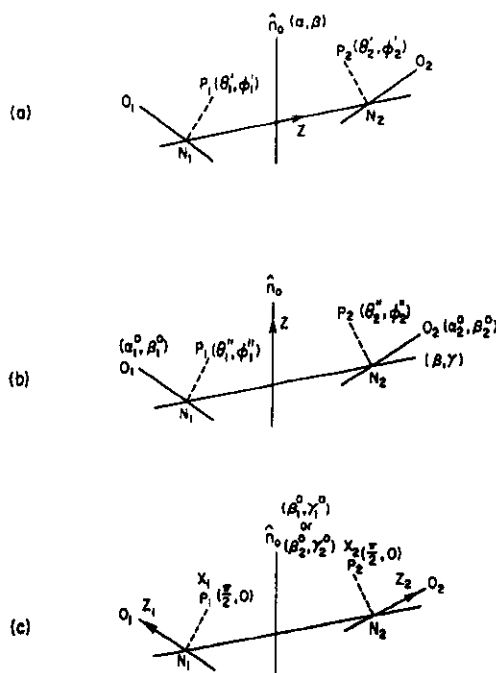 (a)
n̂₀ (α,β)
P₁(θ₁′,ϕ₁′)
P₂(θ₂′,ϕ₂′)
O₁
O₂
N₁
Z
N₂
(b)
n̂₀
Z
(α₁⁰,β₁⁰)
O₁
P₁(θ₁″,ϕ₁″)
P₂(θ₂″,ϕ₂″)
O₂(α₂⁰,β₂⁰)
(β,γ)
N₁
N₂
(c)
(β₁⁰,γ₁⁰)
or
n̂₀(β₂⁰,γ₂⁰)
X₁
P₁(π/2,0)
X₂
P₂(π/2,0)
O₁
Z₁
Z₂
O₂
N₁
N₂